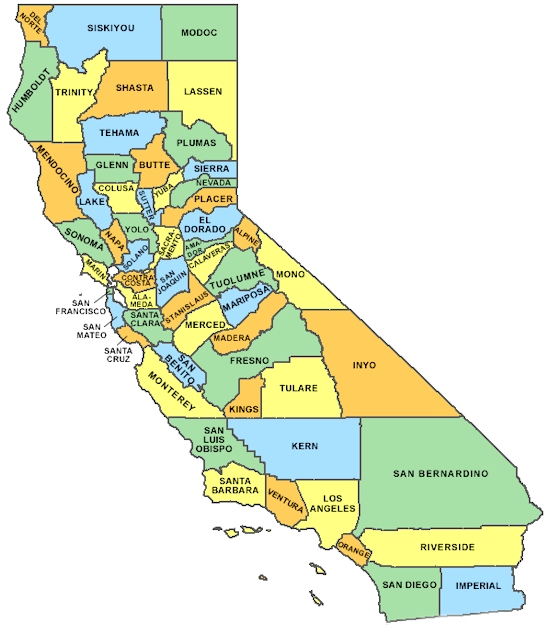 DEL
NORTE
SISKIYOU
MODOC
HUMBOLDT
TRINITY
SHASTA
LASSEN
TEHAMA
PLUMAS
MENDOCINO
GLENN
BUTTE
SIERRA
COLUSA
SUTTER
YUBA
NEVADA
LAKE
PLACER
SONOMA
NAPA
YOLO
EL
DORADO
SACRA-
MENTO
ALPINE
AMA-
DOR
SOLANO
CALAVERAS
MARIN
CONTRA
COSTA
SAN
JOAQUIN
TUOLUMNE
MONO
SAN
FRANCISCO
ALA-
MEDA
STANISLAUS
MARIPOSA
SAN
MATEO
SANTA
CLARA
MERCED
MADERA
SANTA
CRUZ
SAN
BENITO
FRESNO
INYO
MONTEREY
TULARE
KINGS
SAN
LUIS
OBISPO
KERN
SAN BERNARDINO
SANTA
BARBARA
VENTURA
LOS
ANGELES
ORANGE
RIVERSIDE
SAN DIEGO
IMPERIAL